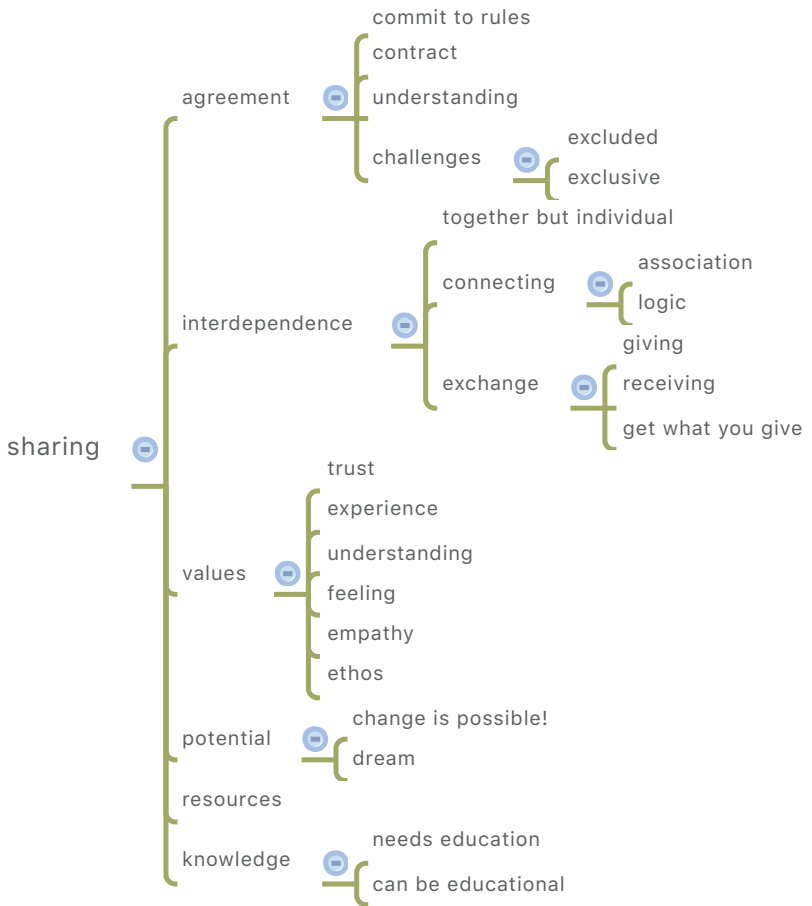 commit to rules
contract
agreement
understanding
challenges
excluded
exclusive
together but individual
connecting
association
logic
interdependence
exchange
giving
receiving
get what you give
sharing
trust
experience
understanding
values
feeling
empathy
ethos
potential
change is possible!
dream
resources
knowledge
needs education
can be educational